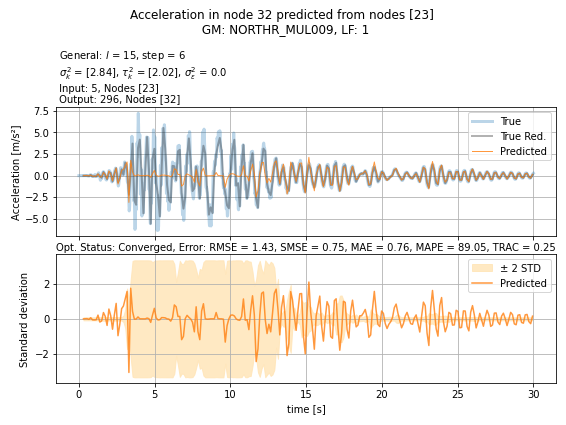 Acceleration in node 32 predicted from nodes [23]
GM: NORTHR_MUL009, LF: 1
General: l = 15, step = 6
σ_k² = [2.84], τ_k² = [2.02], σ_ε² = 0.0
Input: 5, Nodes [23]
Output: 296, Nodes [32]
Acceleration [m/s²]
7.5
5.0
2.5
0.0
−2.5
−5.0
True
True Red.
Predicted
Opt. Status: Converged, Error: RMSE = 1.43, SMSE = 0.75, MAE = 0.76, MAPE = 89.05, TRAC = 0.25
Standard deviation
2
0
−2
± 2 STD
Predicted
0 5 10 15 20 25 30
time [s]